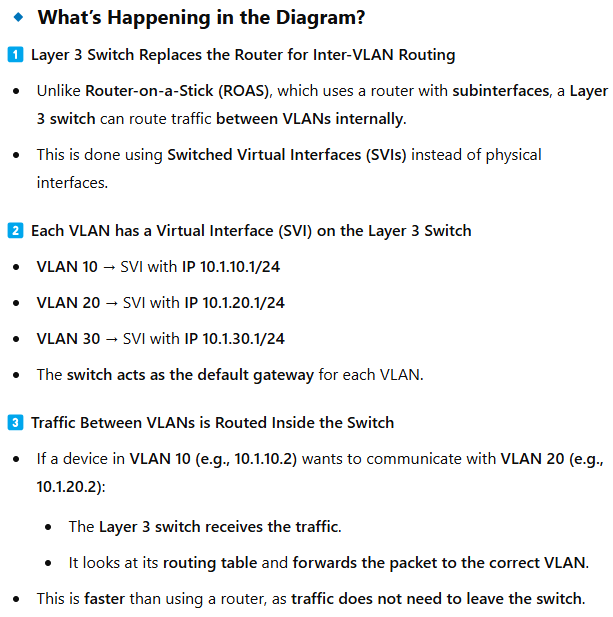 🔹 What's Happening in the Diagram?
1️⃣ Layer 3 Switch Replaces the Router for Inter-VLAN Routing
• Unlike Router-on-a-Stick (ROAS), which uses a router with subinterfaces, a Layer
3 switch can route traffic between VLANs internally.
• This is done using Switched Virtual Interfaces (SVIs) instead of physical
interfaces.
2️⃣ Each VLAN has a Virtual Interface (SVI) on the Layer 3 Switch
• VLAN 10 → SVI with IP 10.1.10.1/24
• VLAN 20 → SVI with IP 10.1.20.1/24
• VLAN 30 → SVI with IP 10.1.30.1/24
• The switch acts as the default gateway for each VLAN.
3️⃣ Traffic Between VLANs is Routed Inside the Switch
• If a device in VLAN 10 (e.g., 10.1.10.2) wants to communicate with VLAN 20 (e.g.,
10.1.20.2):
• The Layer 3 switch receives the traffic.
• It looks at its routing table and forwards the packet to the correct VLAN.
• This is faster than using a router, as traffic does not need to leave the switch.